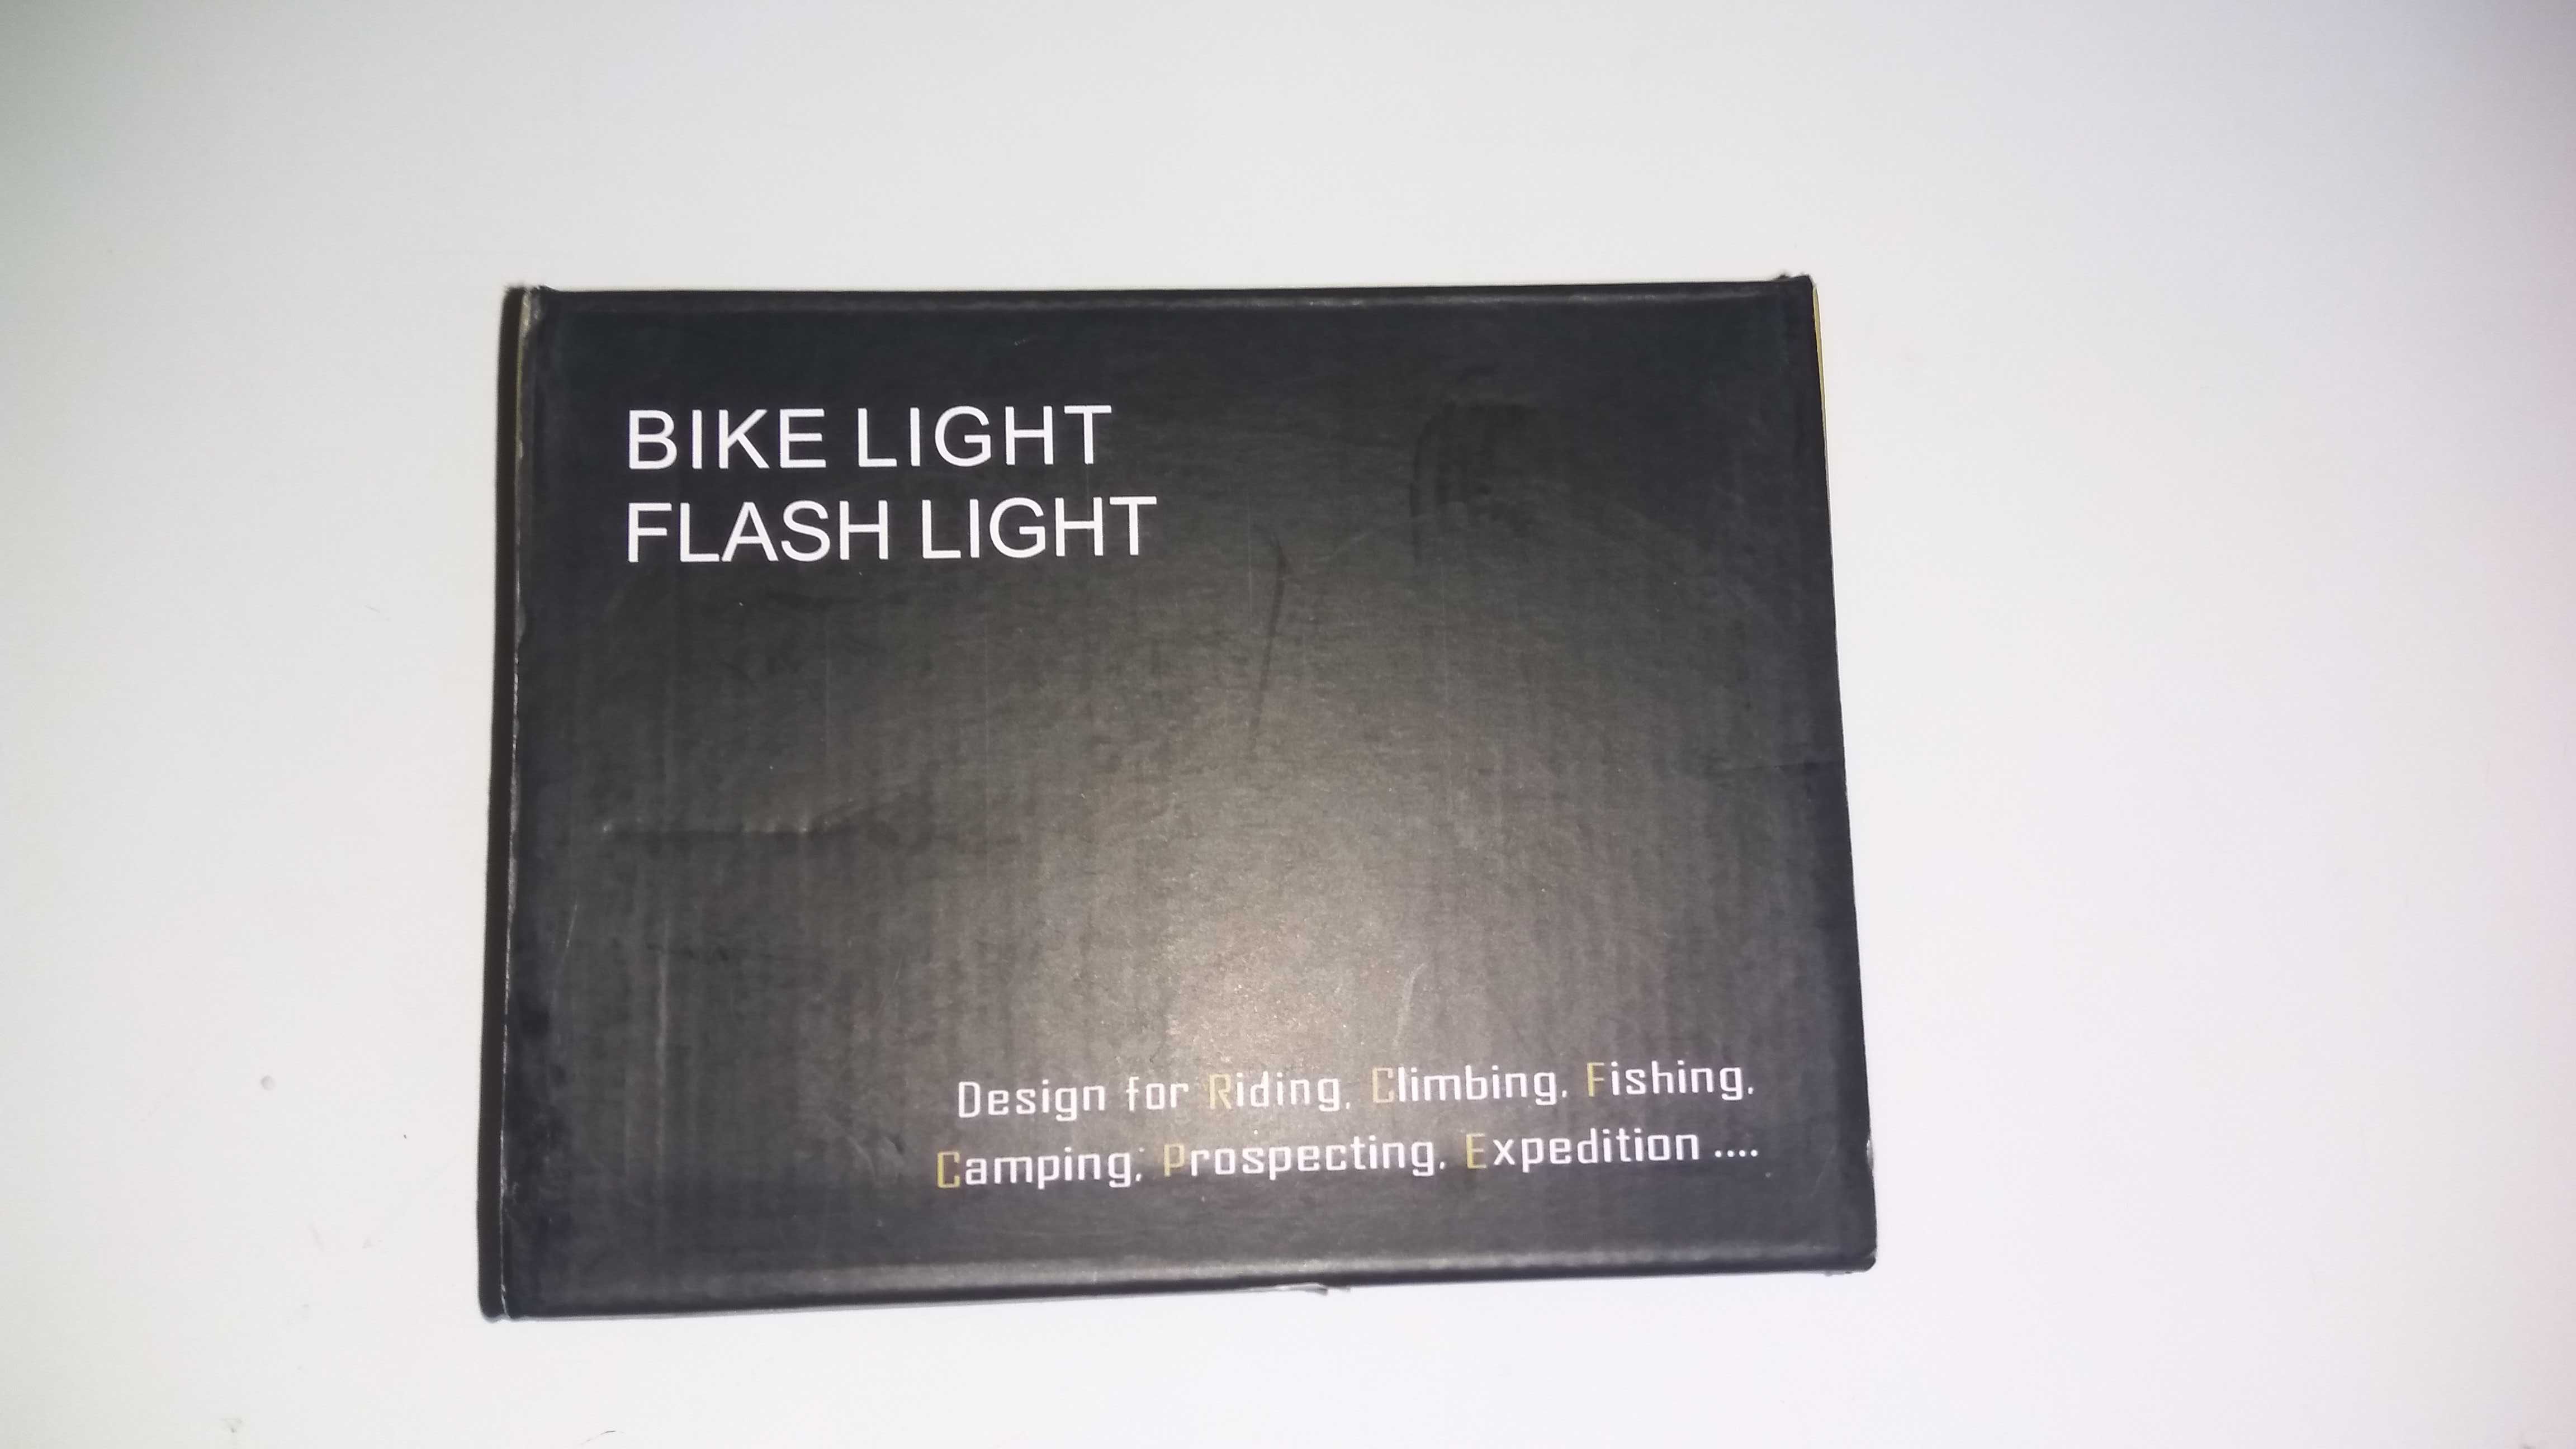 BIKE LIGHT
FLASH LIGHT
Design for Riding, Climbing, Fishing,
Camping, Prospecting, Expedition ....